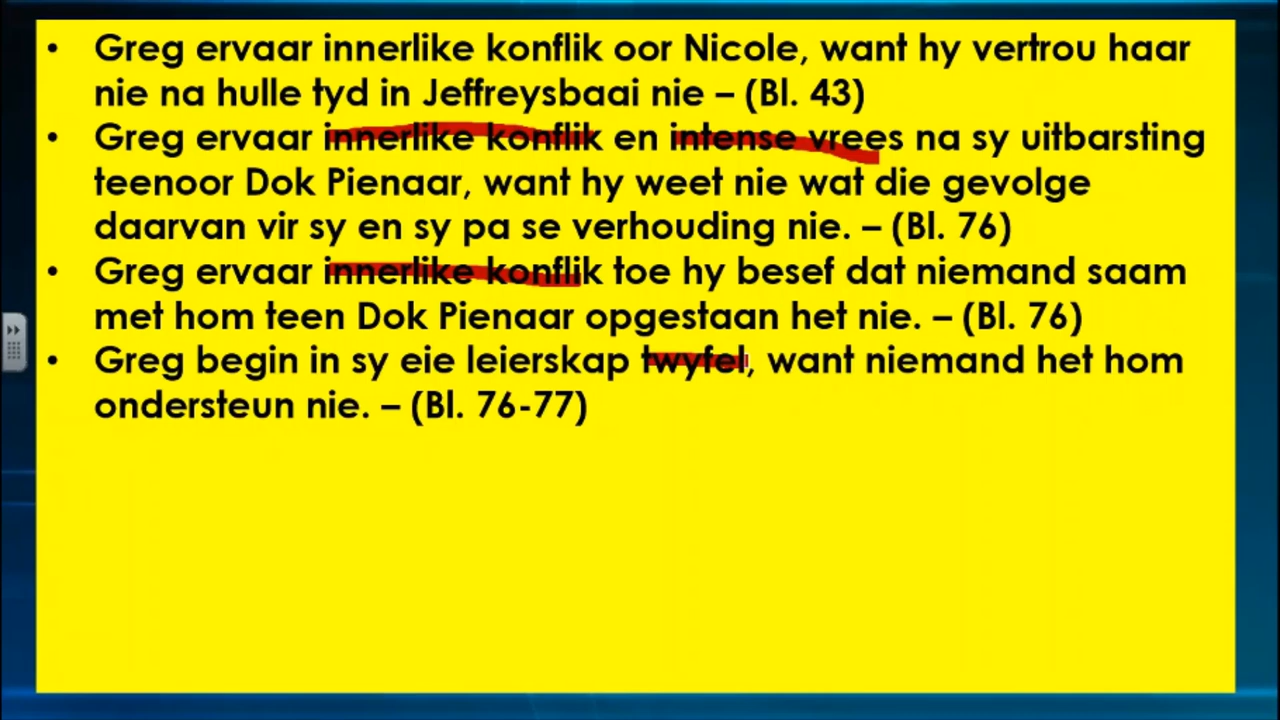 • Greg ervaar innerlike konflik oor Nicole, want hy vertrou haar
nie na hulle tyd in Jeffreysbaai nie – (Bl. 43)
• Greg ervaar innerlike konflik en intense vrees na sy uitbarsting
teenoor Dok Pienaar, want hy weet nie wat die gevolge
daarvan vir sy en sy pa se verhouding nie. – (Bl. 76)
• Greg ervaar innerlike konflik toe hy besef dat niemand saam
met hom teen Dok Pienaar opgestaan het nie. – (Bl. 76)
• Greg begin in sy eie leierskap twyfel, want niemand het hom
ondersteun nie. – (Bl. 76-77)